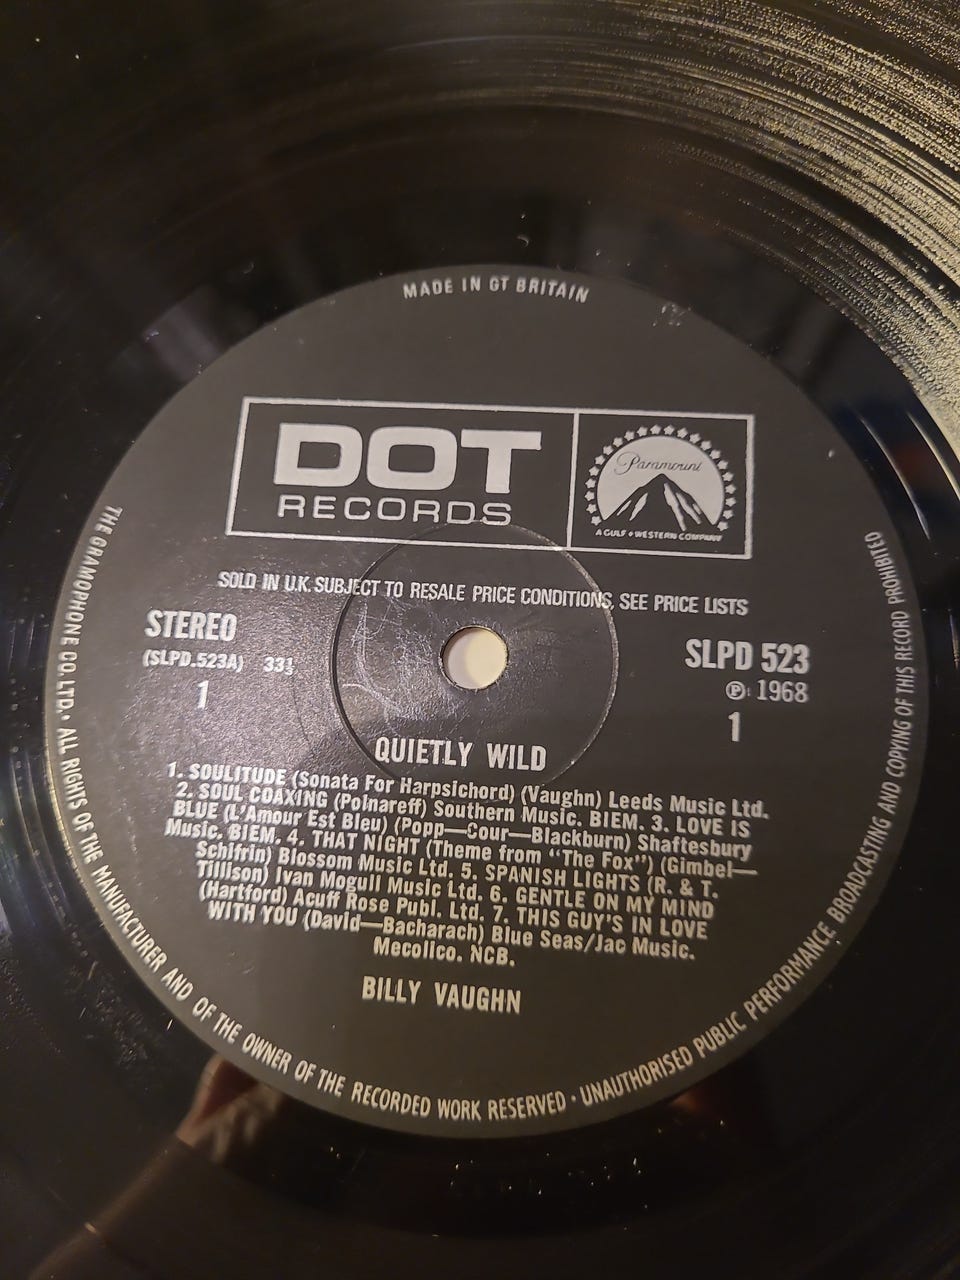 MADE IN GT BRITAIN
DOT
RECORDS
Paramount
A GULF + WESTERN COMPANY
SOLD IN U.K. SUBJECT TO RESALE PRICE CONDITIONS, SEE PRICE LISTS
STEREO
(SLPD.523A) 33⅓
1
SLPD 523
Ⓟ 1968
1
QUIETLY WILD
1. SOULITUDE (Sonata For Harpsichord) (Vaughn) Leeds Music Ltd.
2. SOUL COAXING (Polnareff) Southern Music. BIEM. 3. LOVE IS
BLUE (L'Amour Est Bleu) (Popp—Cour—Blackburn) Shaftesbury
Music. BIEM. 4. THAT NIGHT (Theme from "The Fox") (Gimbel—
Schifrin) Blossom Music Ltd. 5. SPANISH LIGHTS (R. & T.
Tillison) Ivan Mogull Music Ltd. 6. GENTLE ON MY MIND
(Hartford) Acuff Rose Publ. Ltd. 7. THIS GUY'S IN LOVE
WITH YOU (David—Bacharach) Blue Seas/Jac Music.
Mecolico. NCB.
BILLY VAUGHN
THE GRAMOPHONE CO. LTD. • ALL RIGHTS OF THE MANUFACTURER AND OF THE OWNER OF THE RECORDED WORK RESERVED • UNAUTHORISED PUBLIC PERFORMANCE BROADCASTING AND COPYING OF THIS RECORD PROHIBITED